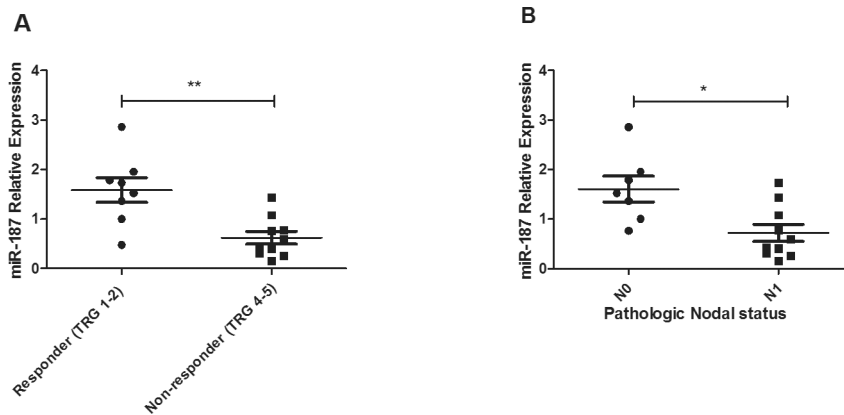 A
miR-187 Relative Expression
4
3
2
1
0
**
Responder (TRG 1-2)
Non-responder (TRG 4-5)
B
miR-187 Relative Expression
4
3
2
1
0
*
N0
N1
Pathologic Nodal status